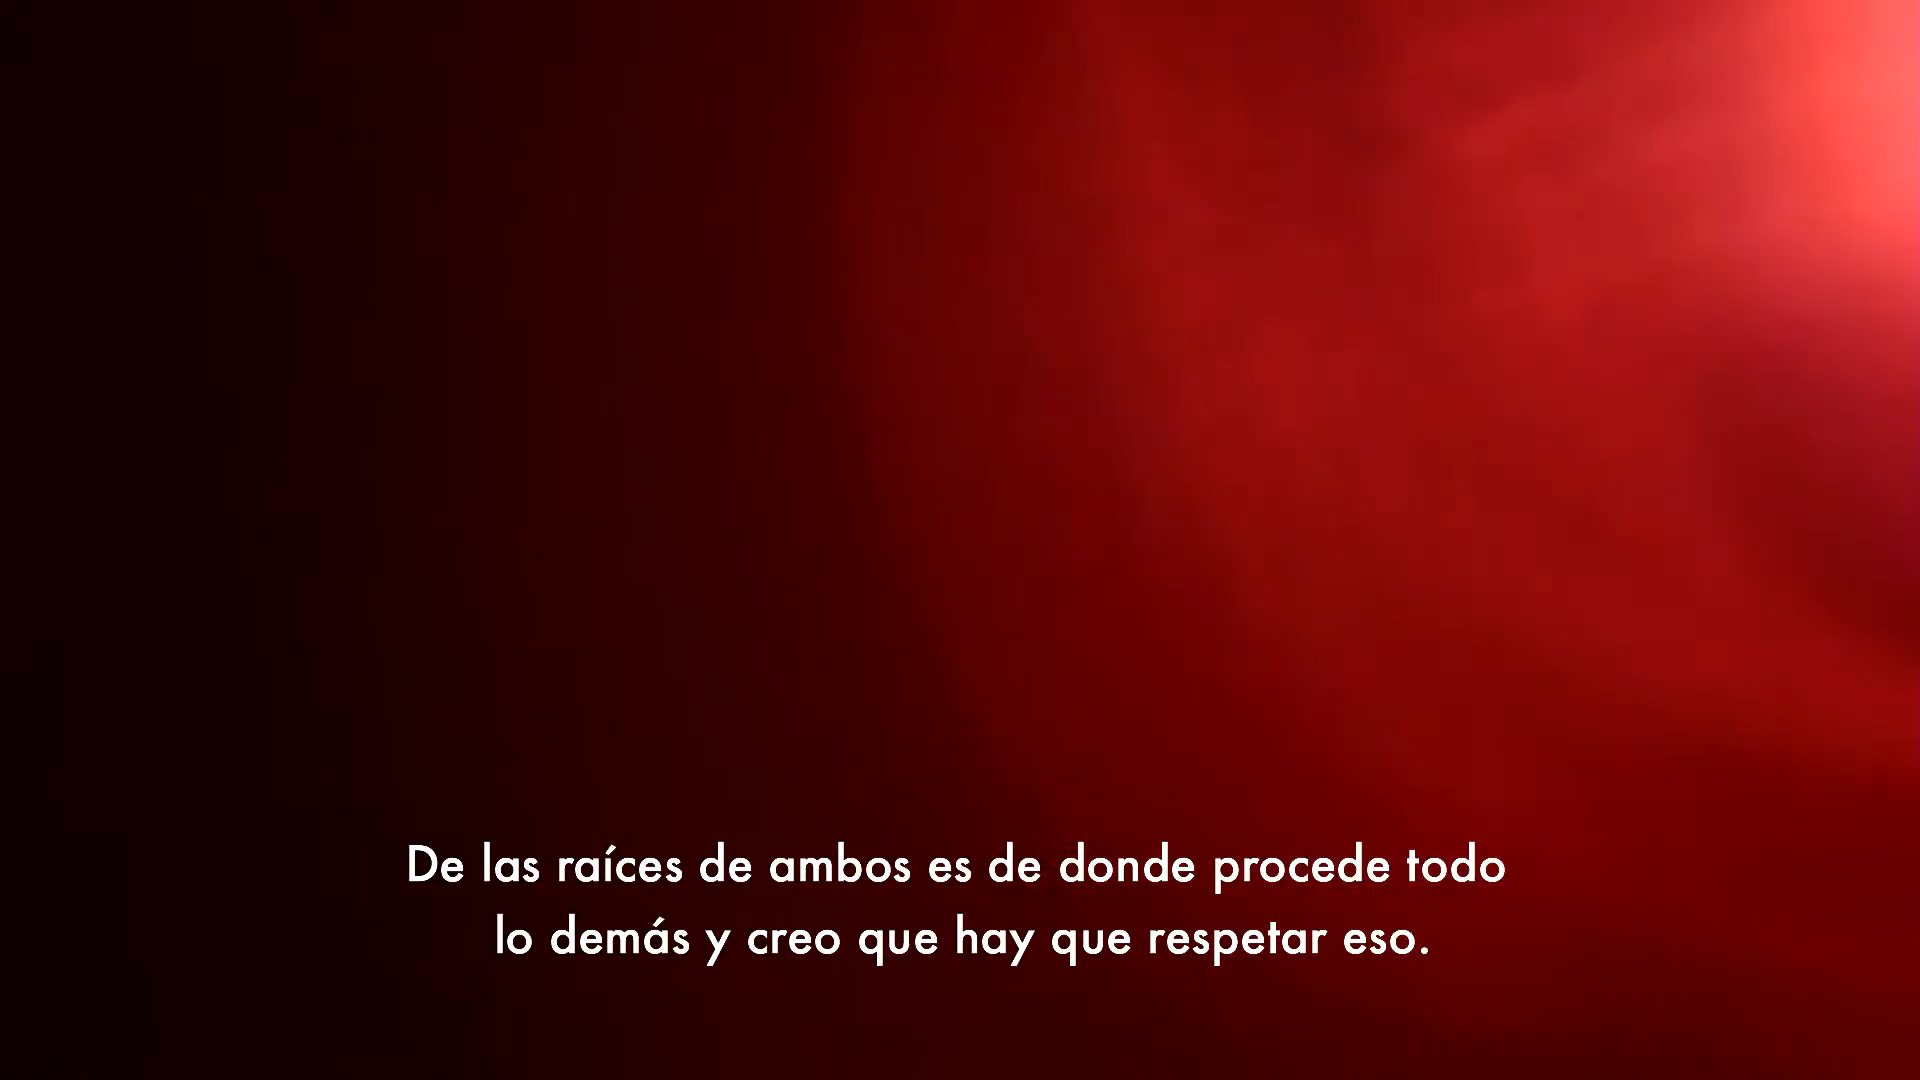 De las raíces de ambos es de donde procede todo
lo demás y creo que hay que respetar eso.